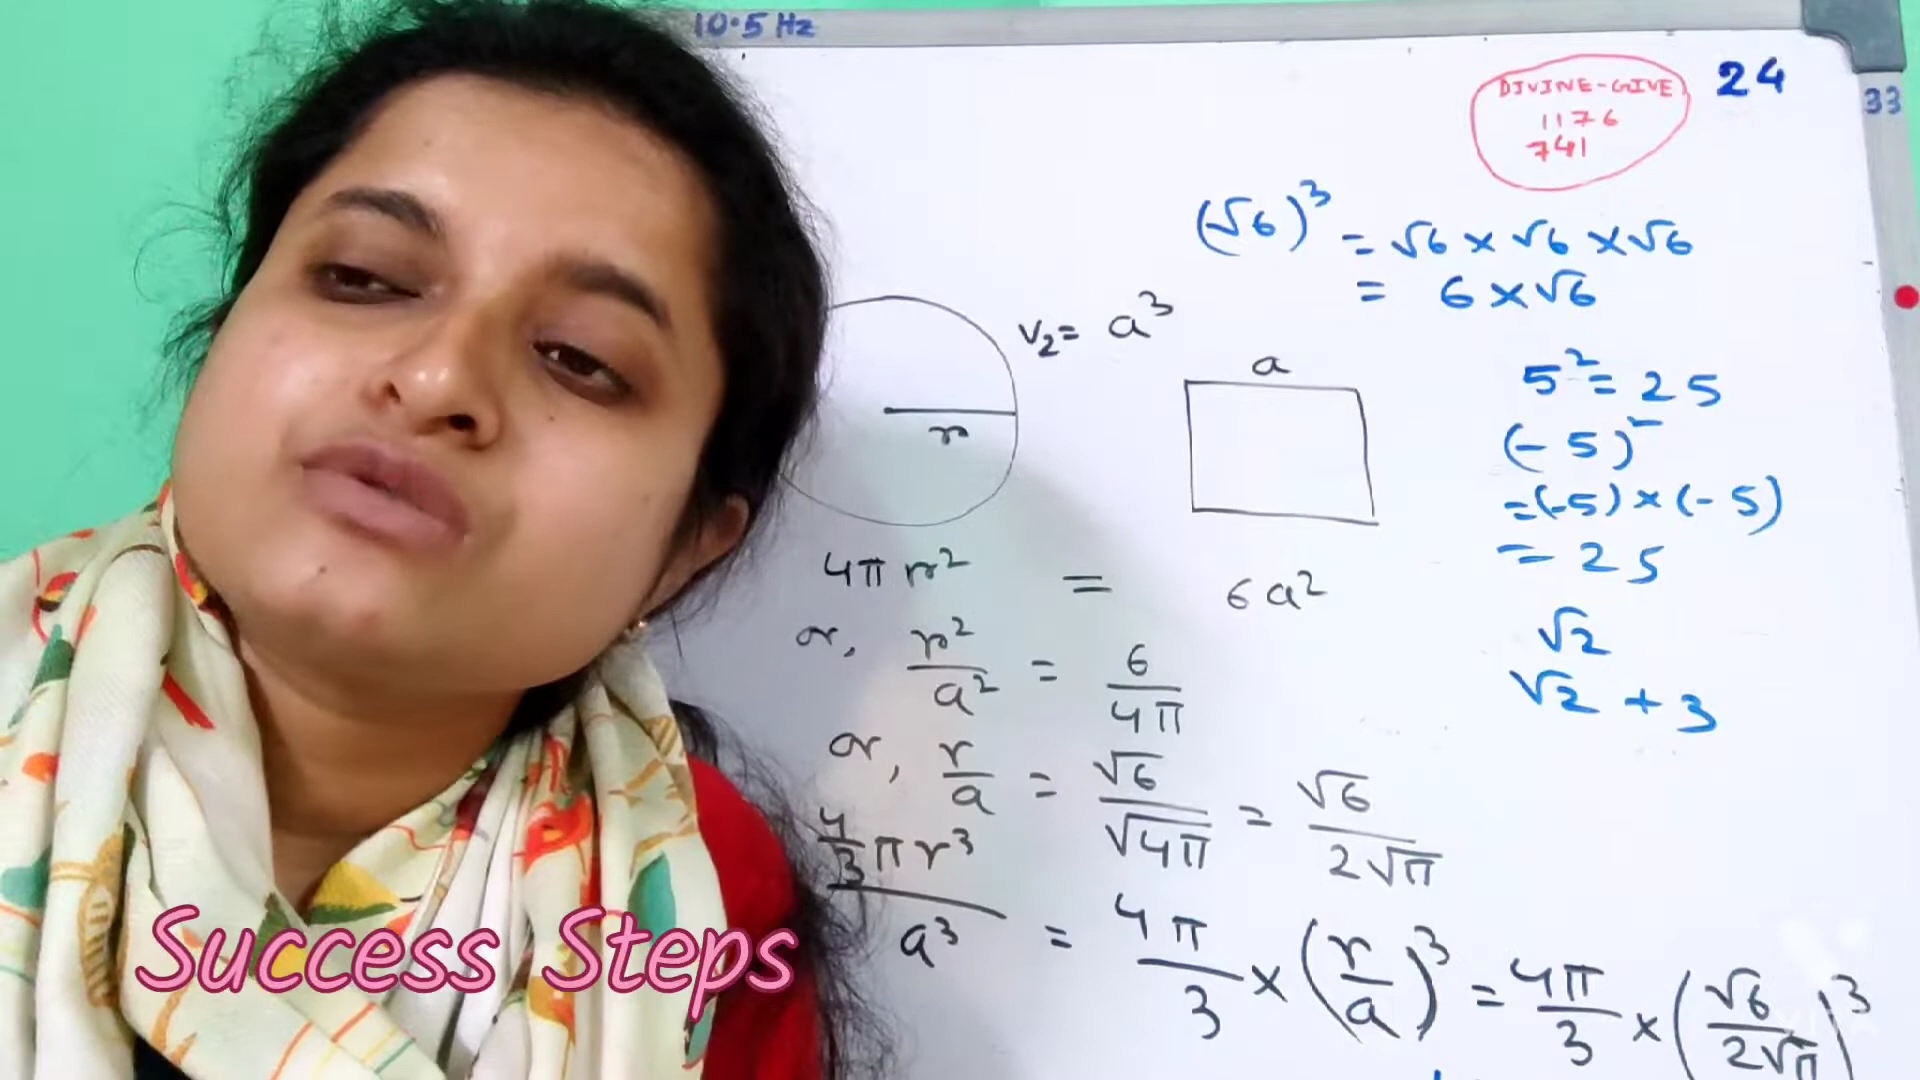 10.5 Hz
DIVINE-GIVE
1176
741
24
33
(√6)³ = √6 × √6 × √6
= 6 × √6
V₂ = a³
a
r
5² = 25
(-5)²
= (-5) × (-5)
= 25
√2
√2 + 3
4πr² = 6a²
or, r²/a² = 6/4π
or, r/a = √6/√4π = √6/2√π
4/3 πr³/a³ = 4π/3 × (r/a)³ = 4π/3 × (√6/2√π)³
Success Steps